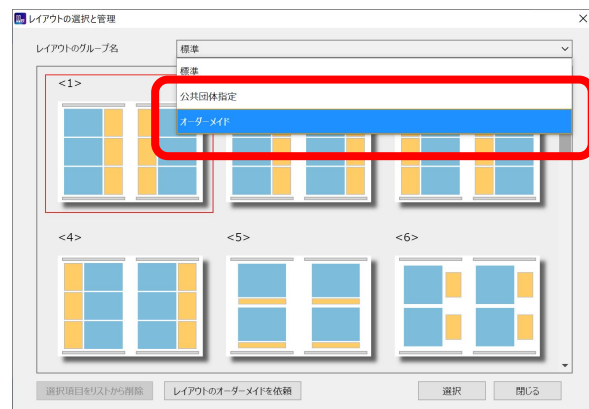 レイアウトの選択と管理
レイアウトのグループ名
標準
標準
公共団体指定
オーダーメイド
<1>
<4>
<5>
<6>
選択項目をリストから削除
レイアウトのオーダーメイドを依頼
選択
閉じる